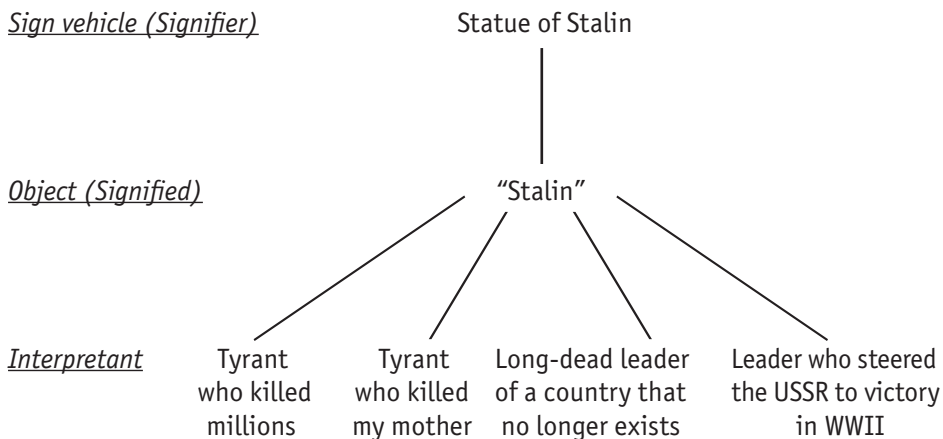 Sign vehicle (Signifier) Statue of Stalin
Object (Signified) “Stalin”
Interpretant
Tyrant
who killed
millions
Tyrant
who killed
my mother
Long-dead leader
of a country that
no longer exists
Leader who steered
the USSR to victory
in WWII